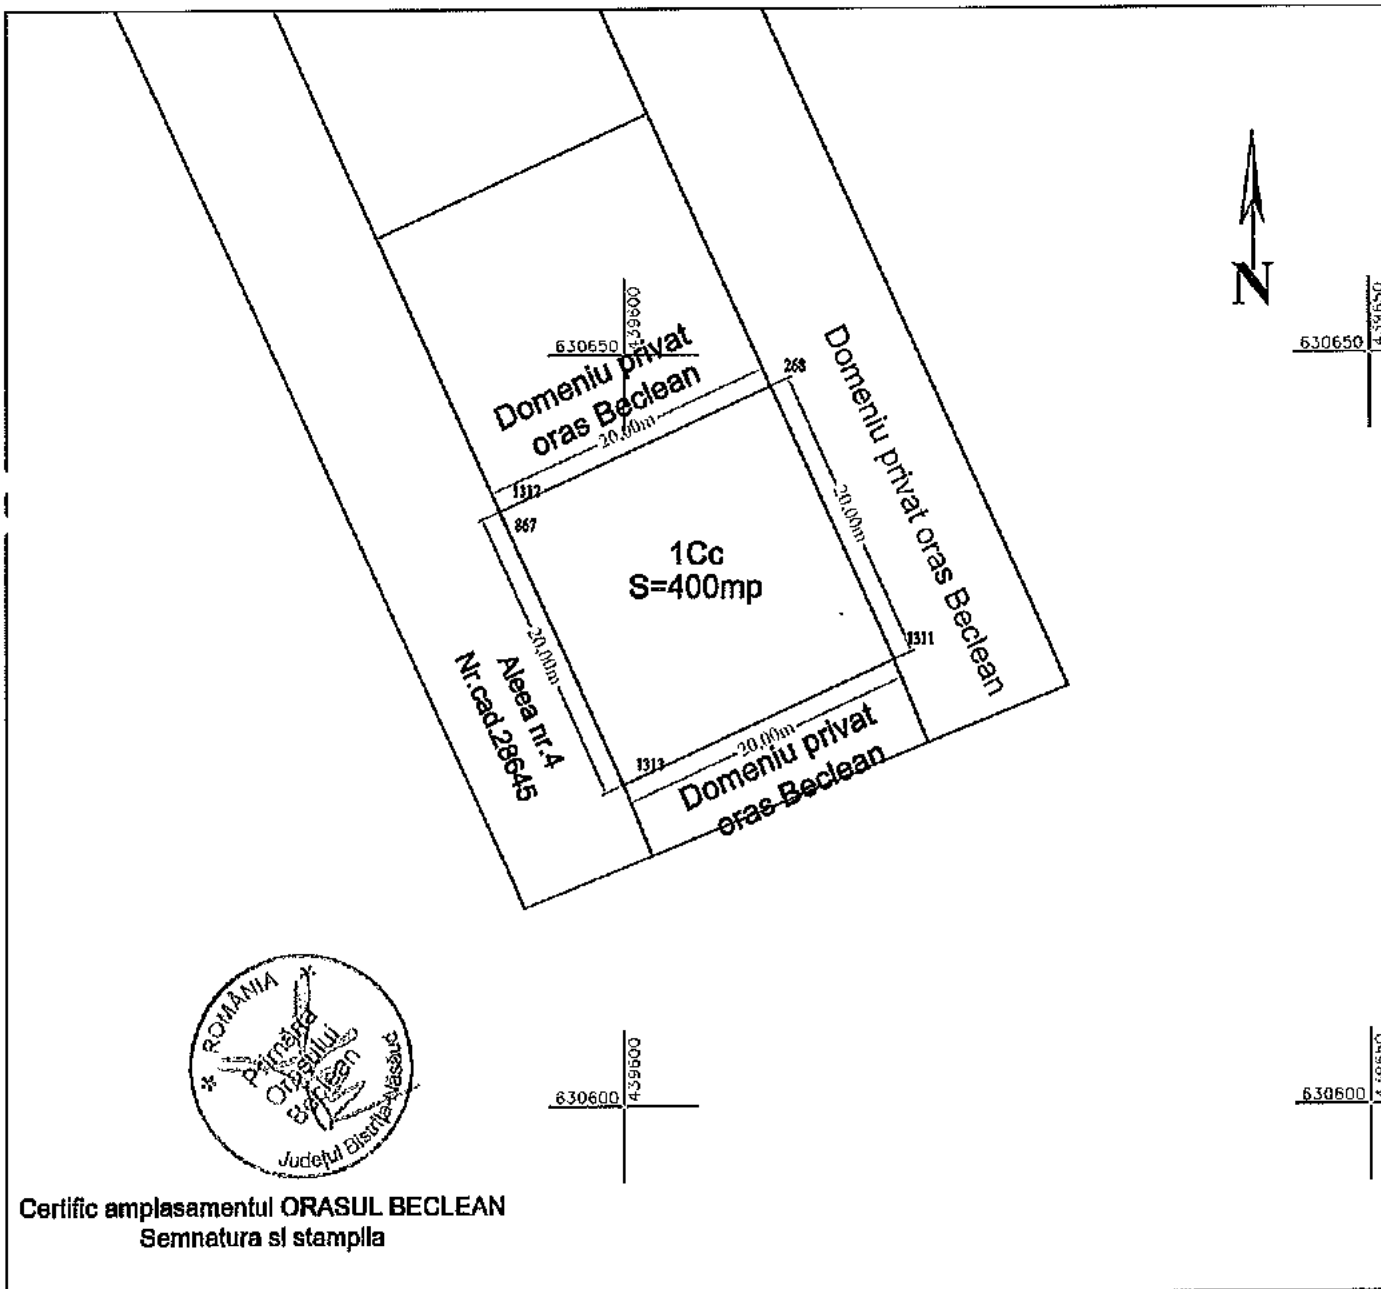 N
439600
630650
439650
630650
Domeniu privat
oras Beclean
20,00m
268
1312
867
Domeniu privat oras Beclean
20.00m
1Cc
S=400mp
1311
20,00m
Aleea nr.4
Nr.cad.28645
1313
20,00m
Domeniu privat
oras Beclean
ROMÂNIA
Primăria
Orașului
Beclean
Județul Bistrița-Năsăud
439600
630600
630600
Certific amplasamentul ORASUL BECLEAN
Semnatura si stampila